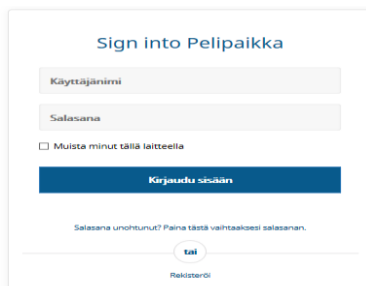 Sign into Pelipaikka
Käyttäjänimi
Salasana
Muista minut tällä laitteella
Kirjaudu sisään
Salasana unohtunut? Paina tästä vaihtaaksesi salasanan.
tai
Rekisteröi